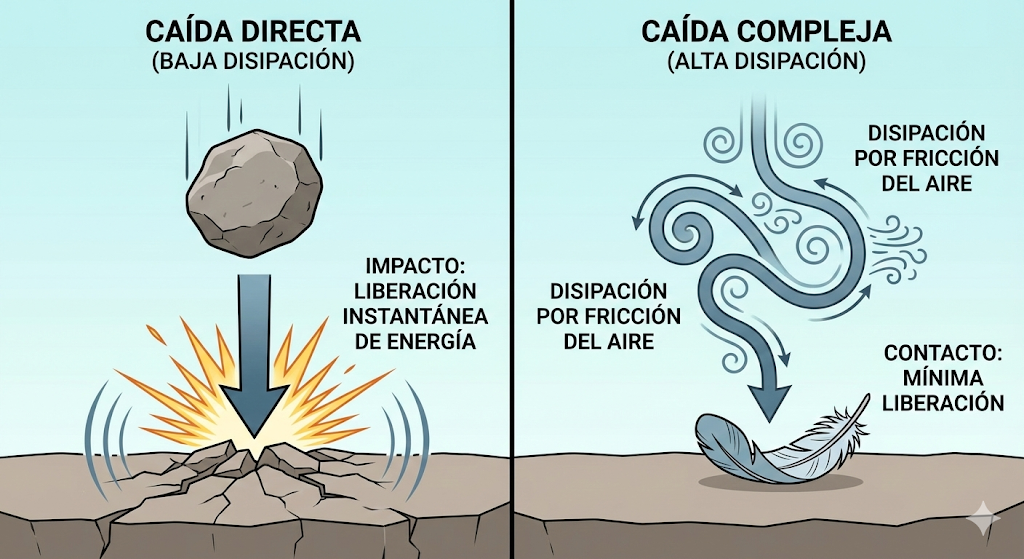 CAÍDA DIRECTA
(BAJA DISIPACIÓN)
IMPACTO:
LIBERACIÓN
INSTANTÁNEA
DE ENERGÍA
CAÍDA COMPLEJA
(ALTA DISIPACIÓN)
DISIPACIÓN
POR FRICCIÓN
DEL AIRE
DISIPACIÓN
POR FRICCIÓN
DEL AIRE
CONTACTO:
MÍNIMA
LIBERACIÓN